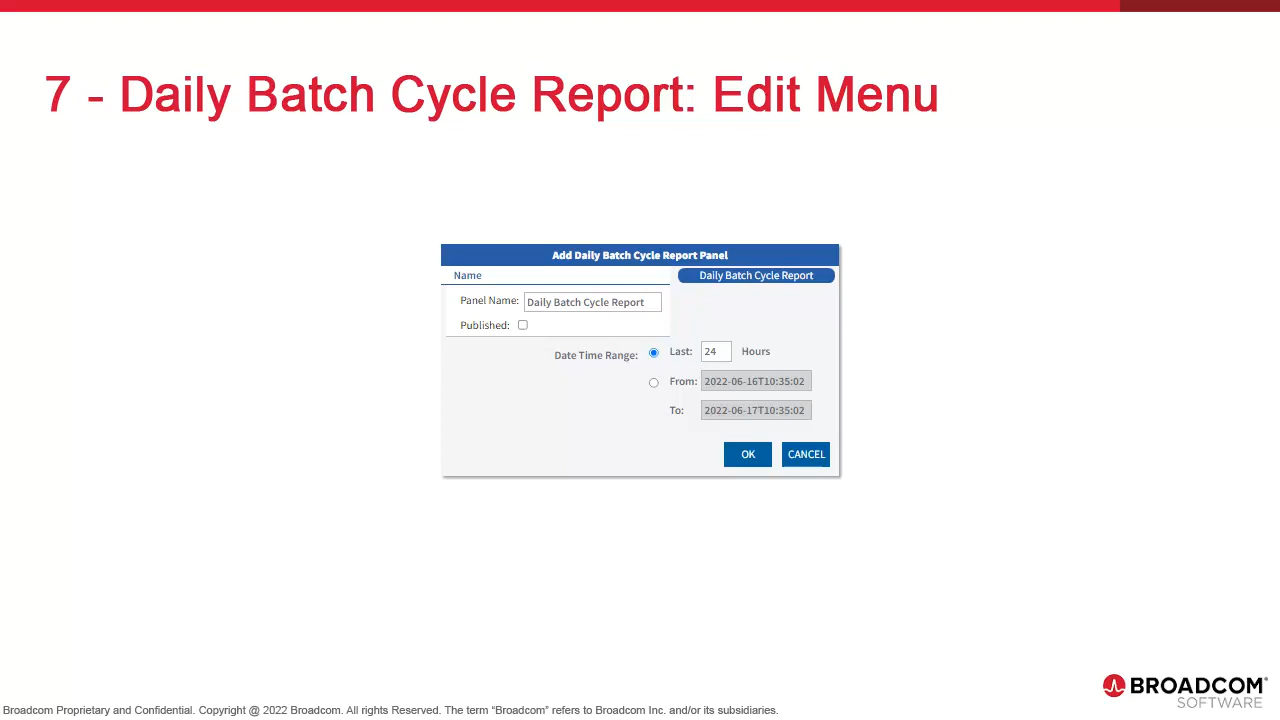 7 - Daily Batch Cycle Report: Edit Menu
Add Daily Batch Cycle Report Panel
Name
Daily Batch Cycle Report
Panel Name: Daily Batch Cycle Report
Published:
Date Time Range: Last: 24 Hours
From: 2022-06-16T10:35:02
To: 2022-06-17T10:35:02
OK CANCEL
BROADCOM®
SOFTWARE
Broadcom Proprietary and Confidential. Copyright @ 2022 Broadcom. All rights Reserved. The term “Broadcom” refers to Broadcom Inc. and/or its subsidiaries.